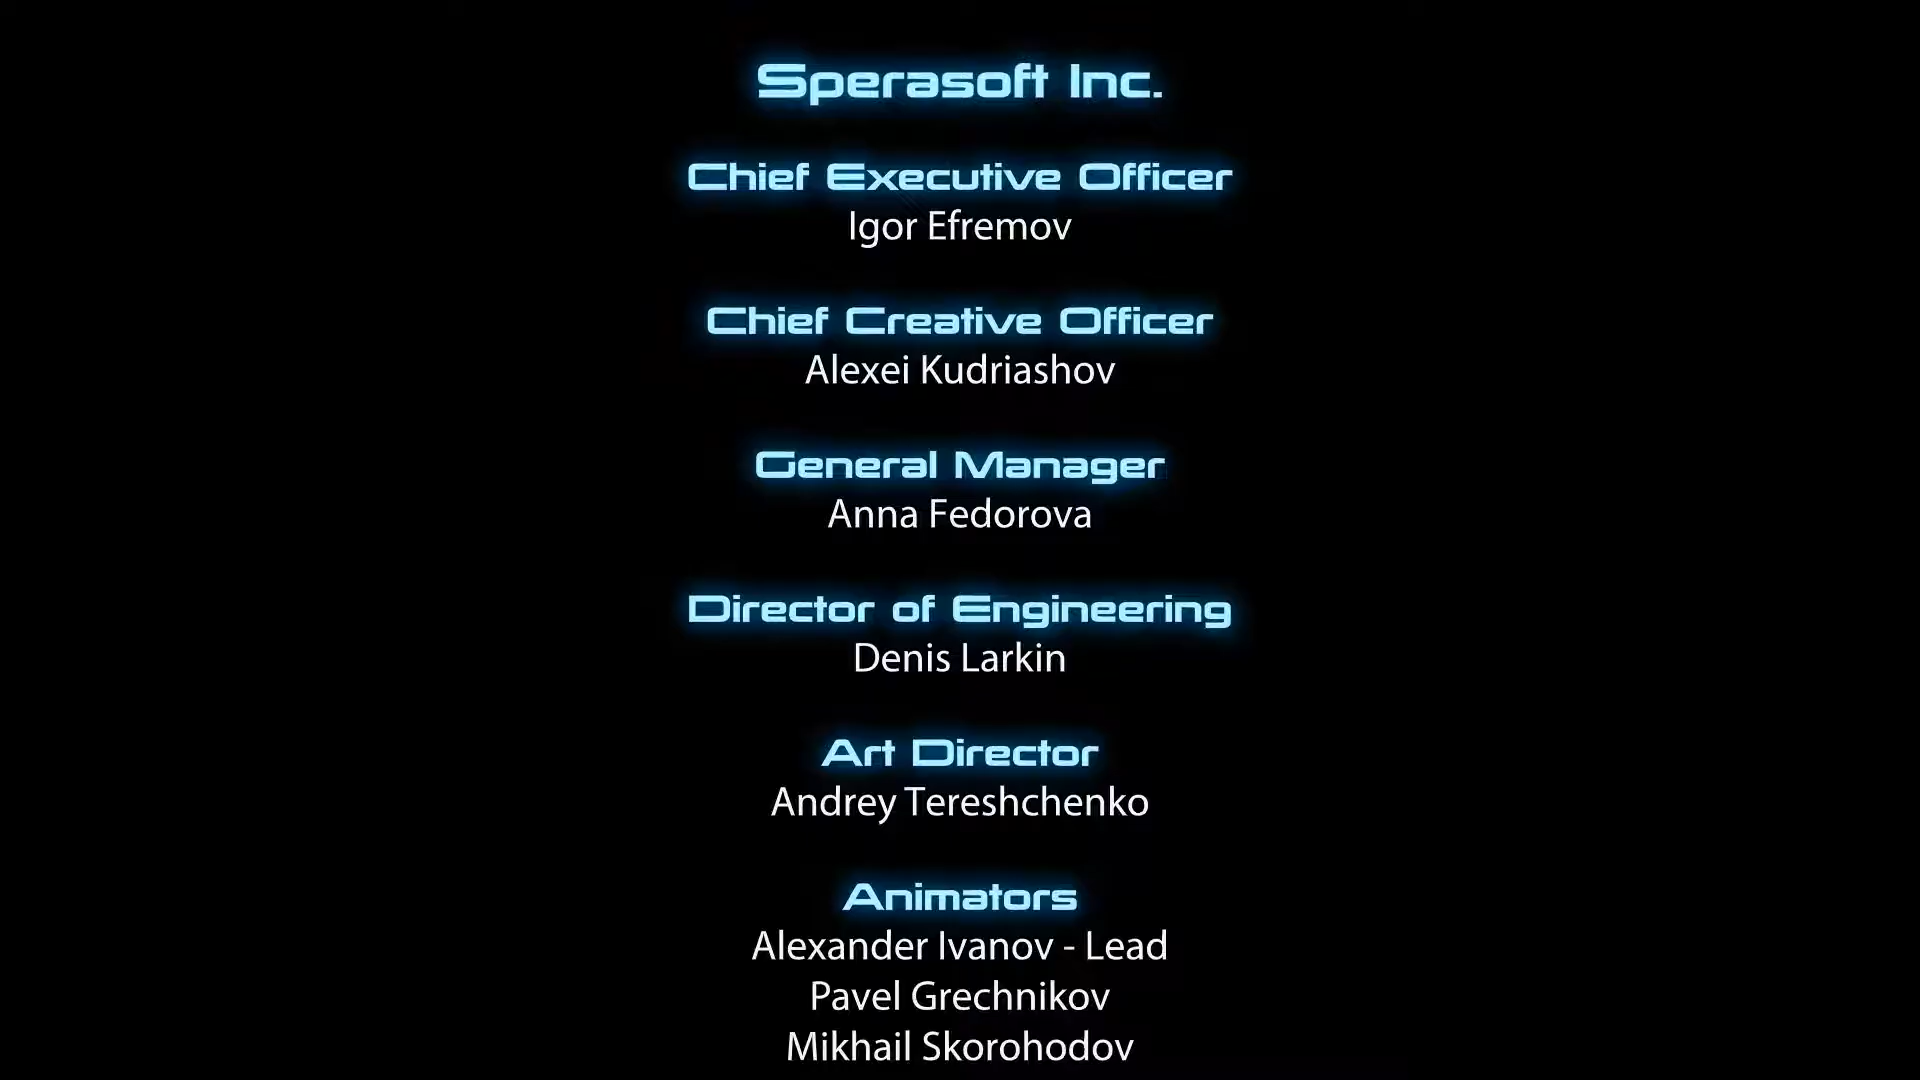 Sperasoft Inc.
Chief Executive Officer
Igor Efremov
Chief Creative Officer
Alexei Kudriashov
General Manager
Anna Fedorova
Director of Engineering
Denis Larkin
Art Director
Andrey Tereshchenko
Animators
Alexander Ivanov - Lead
Pavel Grechnikov
Mikhail Skorohodov